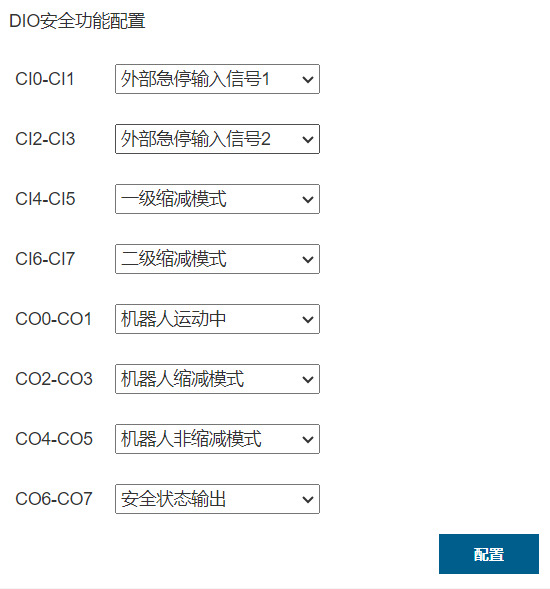 DIO安全功能配置
CI0-CI1 外部急停输入信号1
CI2-CI3 外部急停输入信号2
CI4-CI5 一级缩减模式
CI6-CI7 二级缩减模式
CO0-CO1 机器人运动中
CO2-CO3 机器人缩减模式
CO4-CO5 机器人非缩减模式
CO6-CO7 安全状态输出
配置